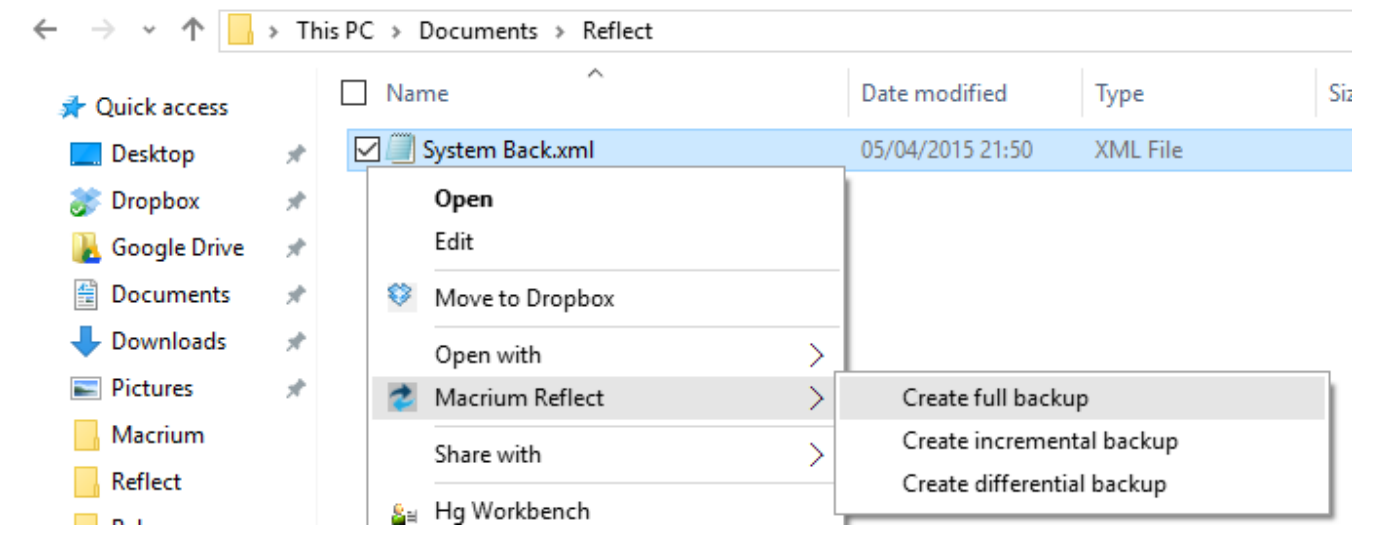 This PC > Documents > Reflect
Name Date modified Type Siz
Quick access
System Back.xml 05/04/2015 21:50 XML File
Desktop
Dropbox
Google Drive
Documents
Downloads
Pictures
Macrium
Reflect
Open
Edit
Move to Dropbox
Open with
Macrium Reflect
Share with
Hg Workbench
Create full backup
Create incremental backup
Create differential backup